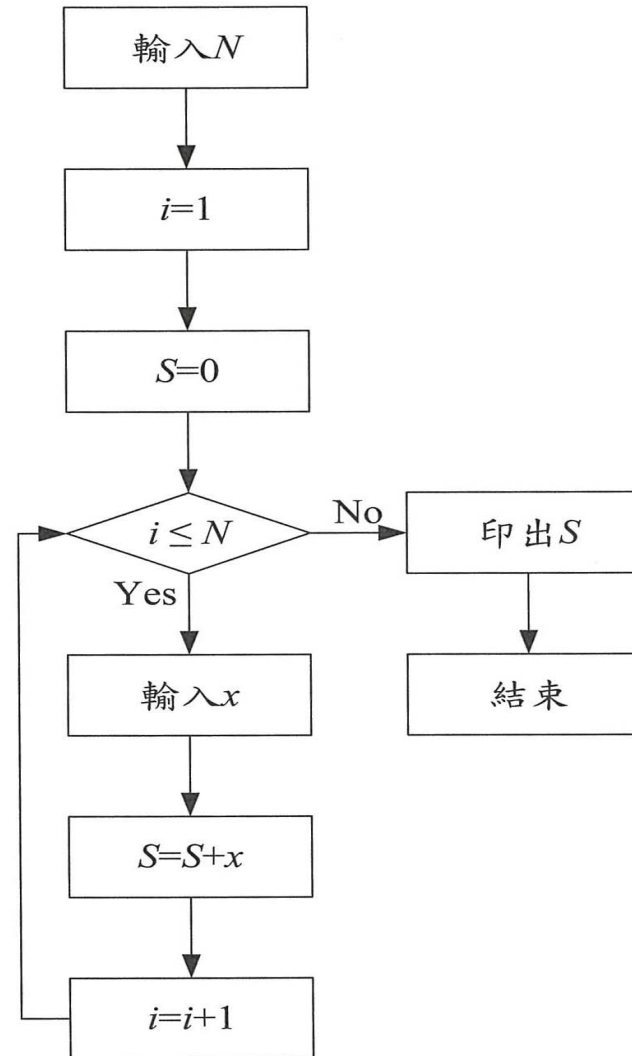 輸入N
i=1
S=0
i ≤ N
No
印出S
Yes
輸入x
結束
S=S+x
i=i+1